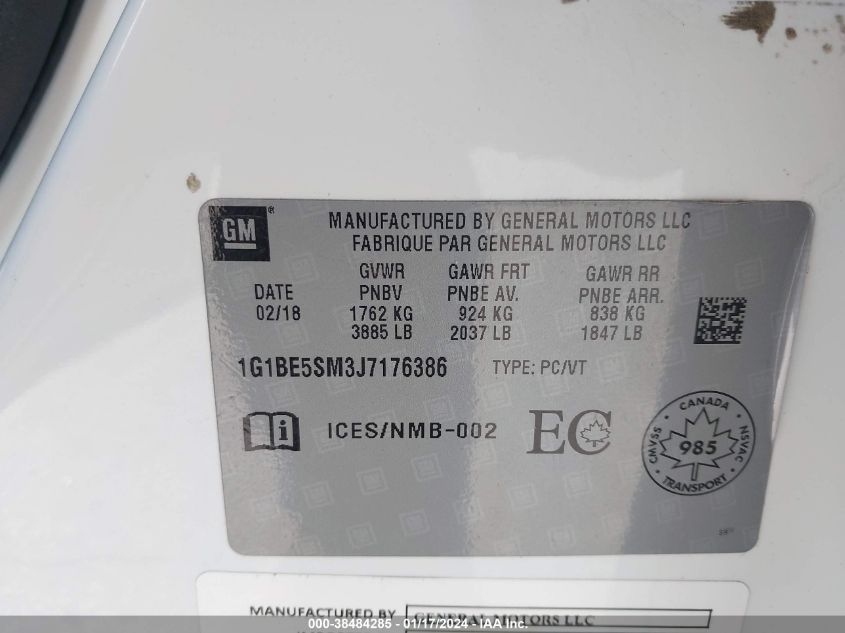 GM ®
MANUFACTURED BY GENERAL MOTORS LLC
FABRIQUE PAR GENERAL MOTORS LLC
GVWR GAWR FRT GAWR RR
DATE PNBV PNBE AV. PNBE ARR.
02/18 1762 KG 924 KG 838 KG
3885 LB 2037 LB 1847 LB
1G1BE5SM3J7176386 TYPE: PC/VT
i ICES/NMB-002 EC
CANADA
CMVSS 985 NSVAC
TRANSPORT
MANUFACTURED BY GENERAL MOTORS LLC
000-38484285 - 01/17/2024 - IAA Inc.